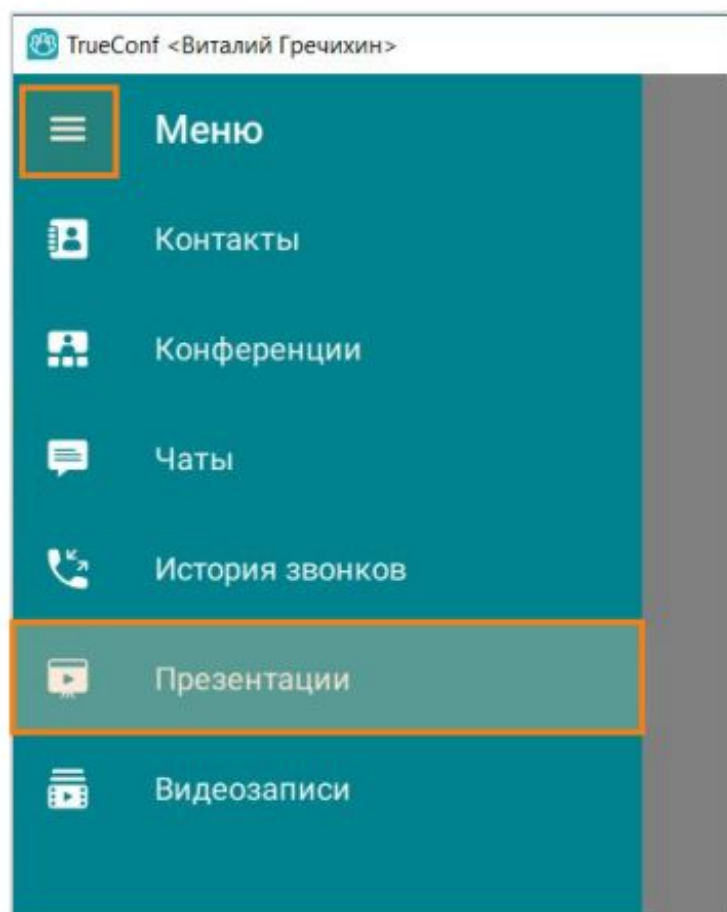 TrueConf <Виталий Гречихин>
Меню
Контакты
Конференции
Чаты
История звонков
Презентации
Видеозаписи